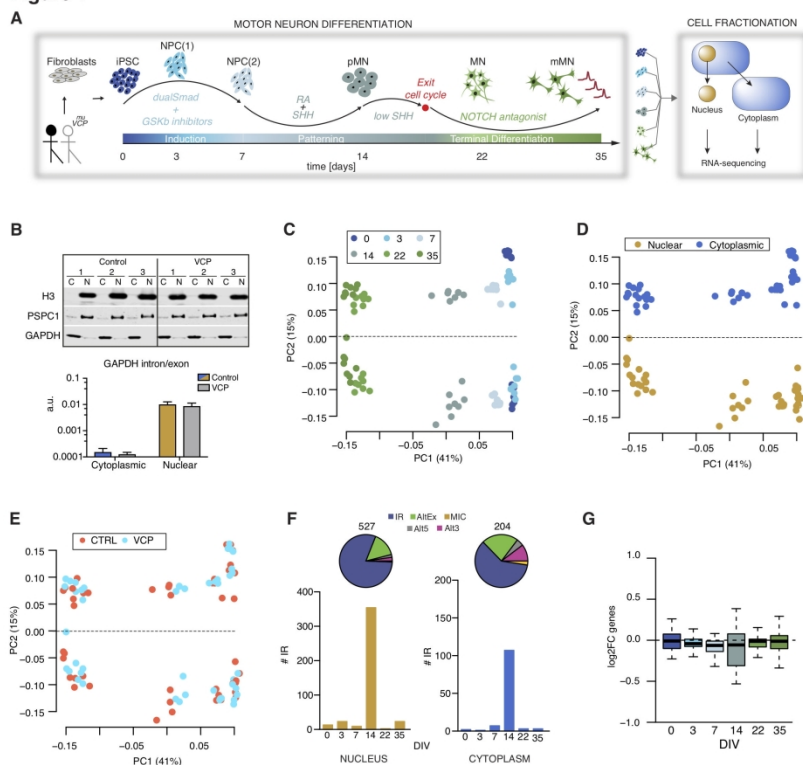 A
MOTOR NEURON DIFFERENTIATION
CELL FRACTIONATION
Fibroblasts
iPSC
NPC(1)
NPC(2)
pMN
MN
mMN
Exit
cell cycle
dualSmad
+
GSKb inhibitors
RA
+
SHH
low SHH
NOTCH antagonist
mu
VCP
Induction
Patterning
Terminal Differentiation
0 3 7 14 22 35
time [days]
Nucleus
Cytoplasm
RNA-sequencing
B
Control VCP
1 2 3 1 2 3
C N C N C N C N C N C N
H3
PSPC1
GAPDH
GAPDH intron/exon
Control
VCP
a.u.
0.1
0.01
0.001
0.0001
Cytoplasmic Nuclear
C
0 3 7
14 22 35
PC2 (15%)
0.15
0.10
0.05
0.00
−0.05
−0.10
−0.15
−0.15 −0.05 0.05
PC1 (41%)
D
Nuclear Cytoplasmic
PC2 (15%)
0.15
0.10
0.05
0.00
−0.05
−0.10
−0.15
−0.15 −0.05 0.05
PC1 (41%)
E
CTRL VCP
PC2 (15%)
0.15
0.10
0.05
0.00
−0.05
−0.10
−0.15
−0.15 −0.05 0.05
PC1 (41%)
F
IR AltEx MIC
Alt5 Alt3
527
204
# IR
400
300
200
100
0
0 3 7 14 22 35
NUCLEUS
DIV
# IR
200
150
100
50
0
0 3 7 14 22 35
CYTOPLASM
G
log2FC genes
1.0
0.5
0.0
−0.5
−1.0
0 3 7 14 22 35
DIV